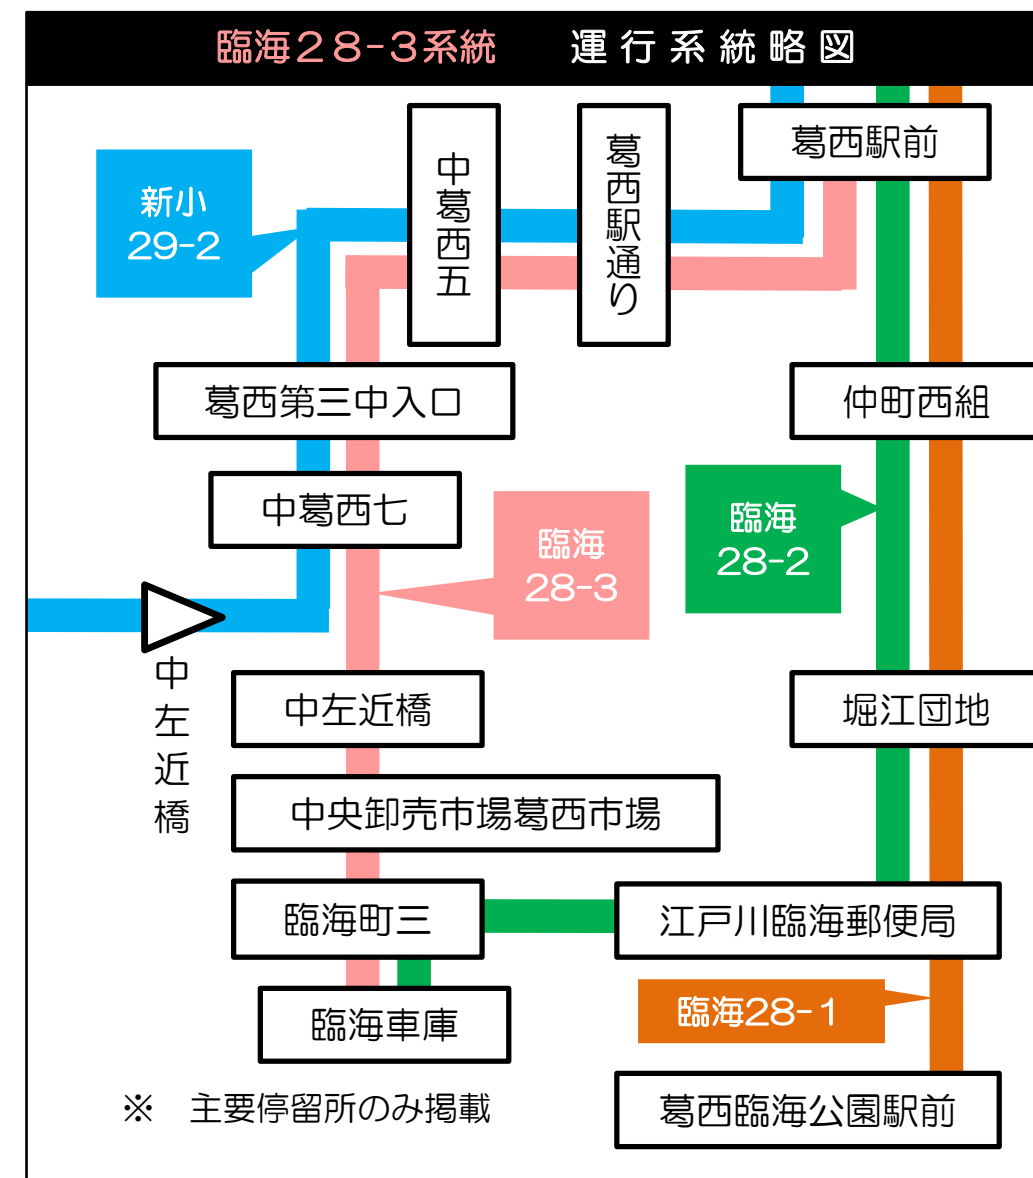 臨海28-3系統 運行系統略図
葛西駅前
葛西駅通り
中葛西五
新小
29-2
葛西第三中入口
仲町西組
中葛西七
臨海
28-3
臨海
28-2
中左近橋
中左近橋
堀江団地
中央卸売市場葛西市場
臨海町三
江戸川臨海郵便局
臨海車庫
臨海28-1
※ 主要停留所のみ掲載
葛西臨海公園駅前